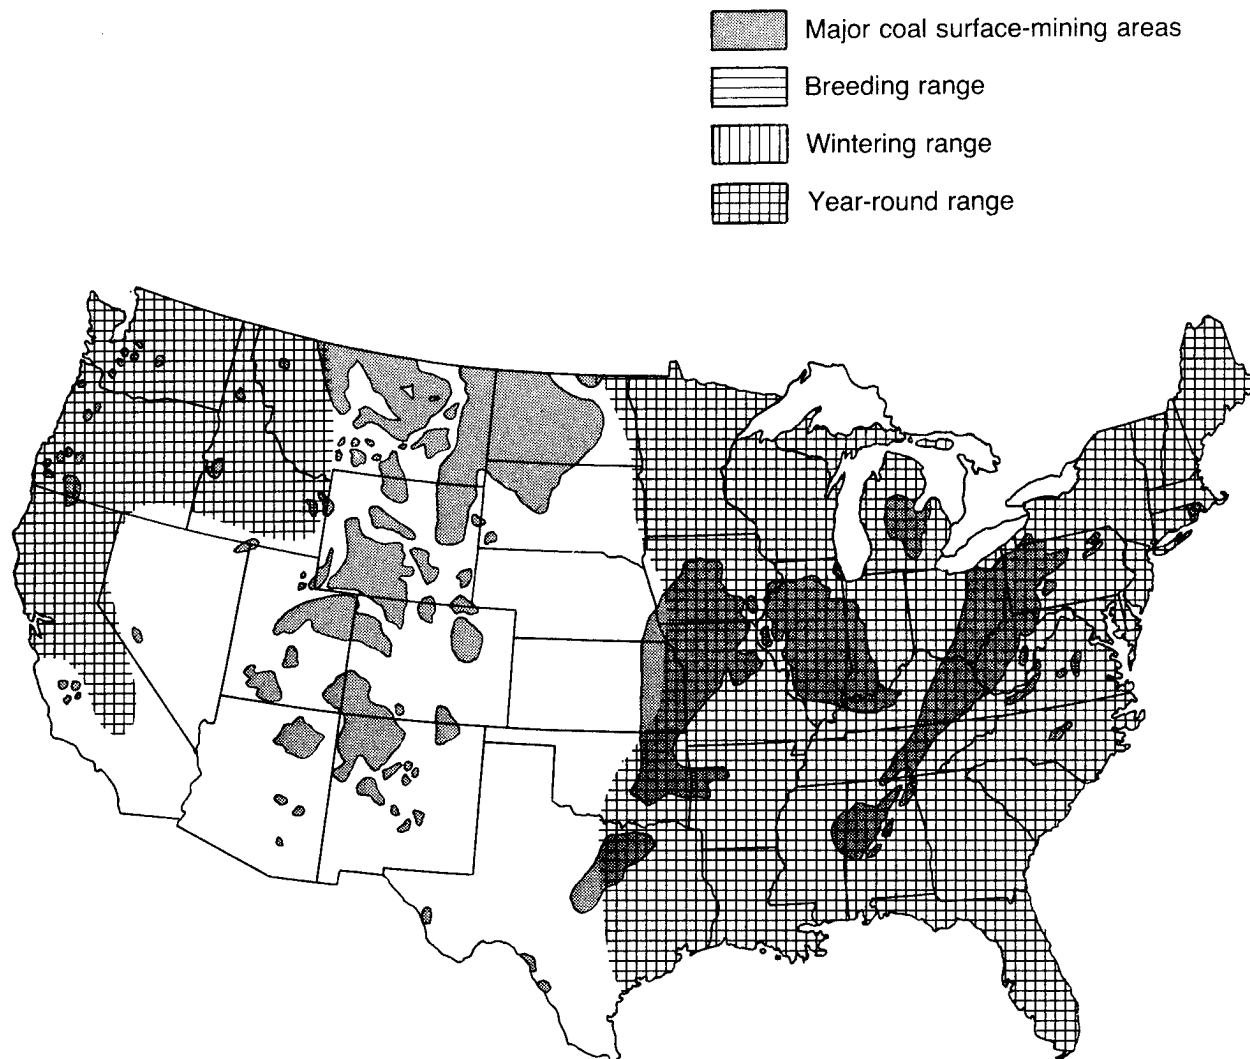 Major coal surface-mining areas
Breeding range
Wintering range
Year-round range